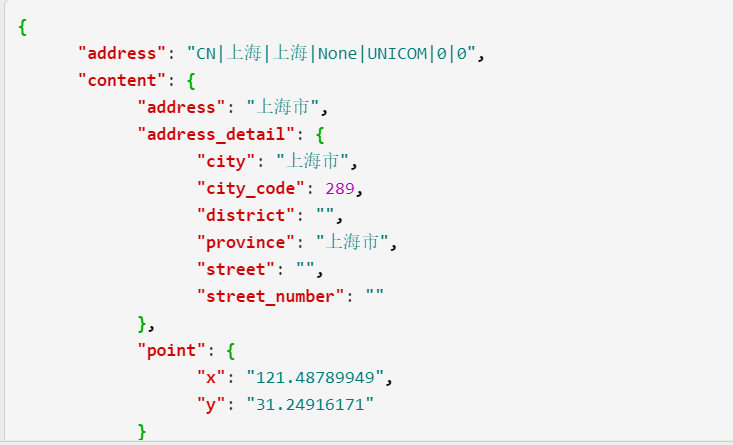 {
"address": "CN|上海|上海|None|UNICOM|0|0",
"content": {
"address": "上海市",
"address_detail": {
"city": "上海市",
"city_code": 289,
"district": "",
"province": "上海市",
"street": "",
"street_number": ""
},
"point": {
"x": "121.48789949",
"y": "31.24916171"
}